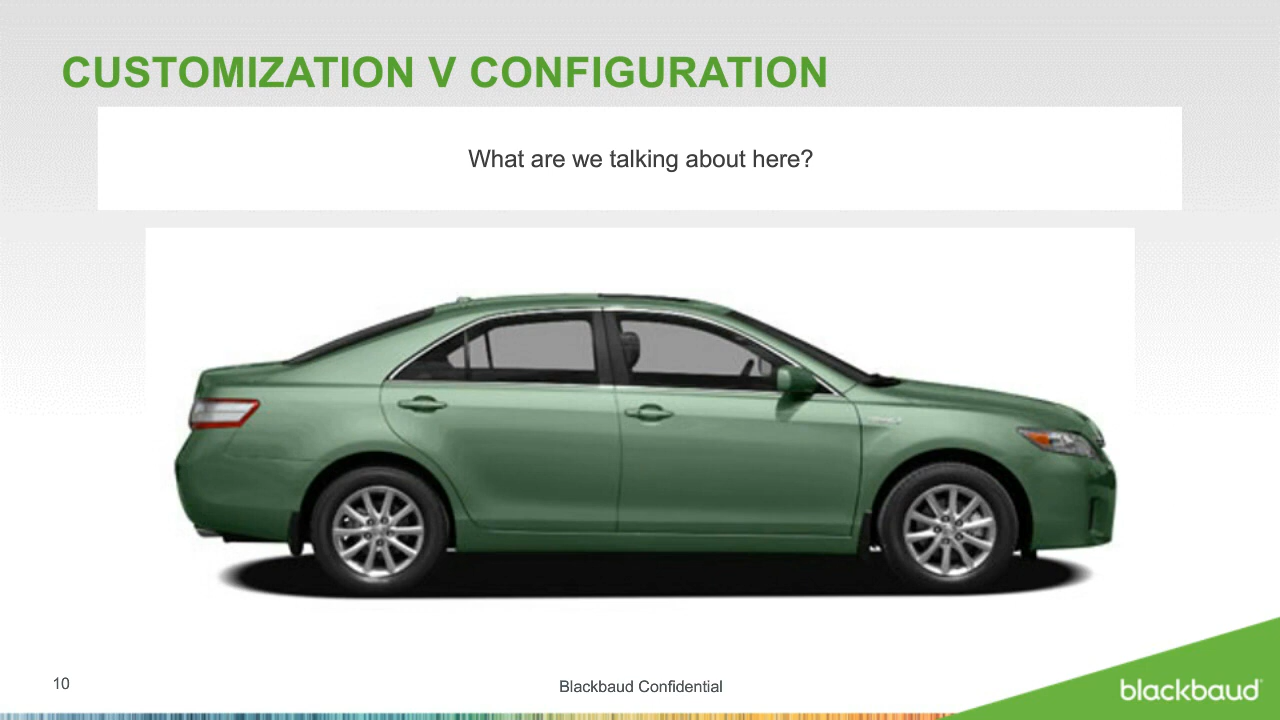 CUSTOMIZATION V CONFIGURATION
What are we talking about here?
10
Blackbaud Confidential
blackbaud